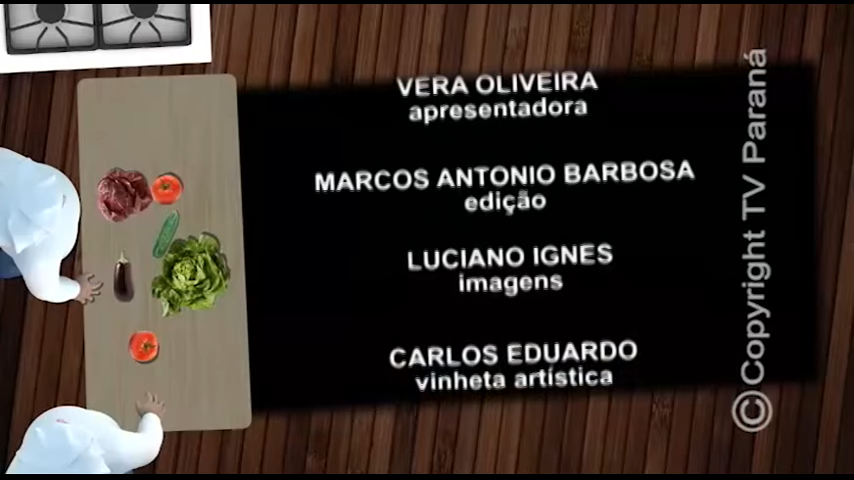 VERA OLIVEIRA
apresentadora
MARCOS ANTONIO BARBOSA
edição
LUCIANO IGNES
imagens
CARLOS EDUARDO
vinheta artística
©Copyright TV Paraná